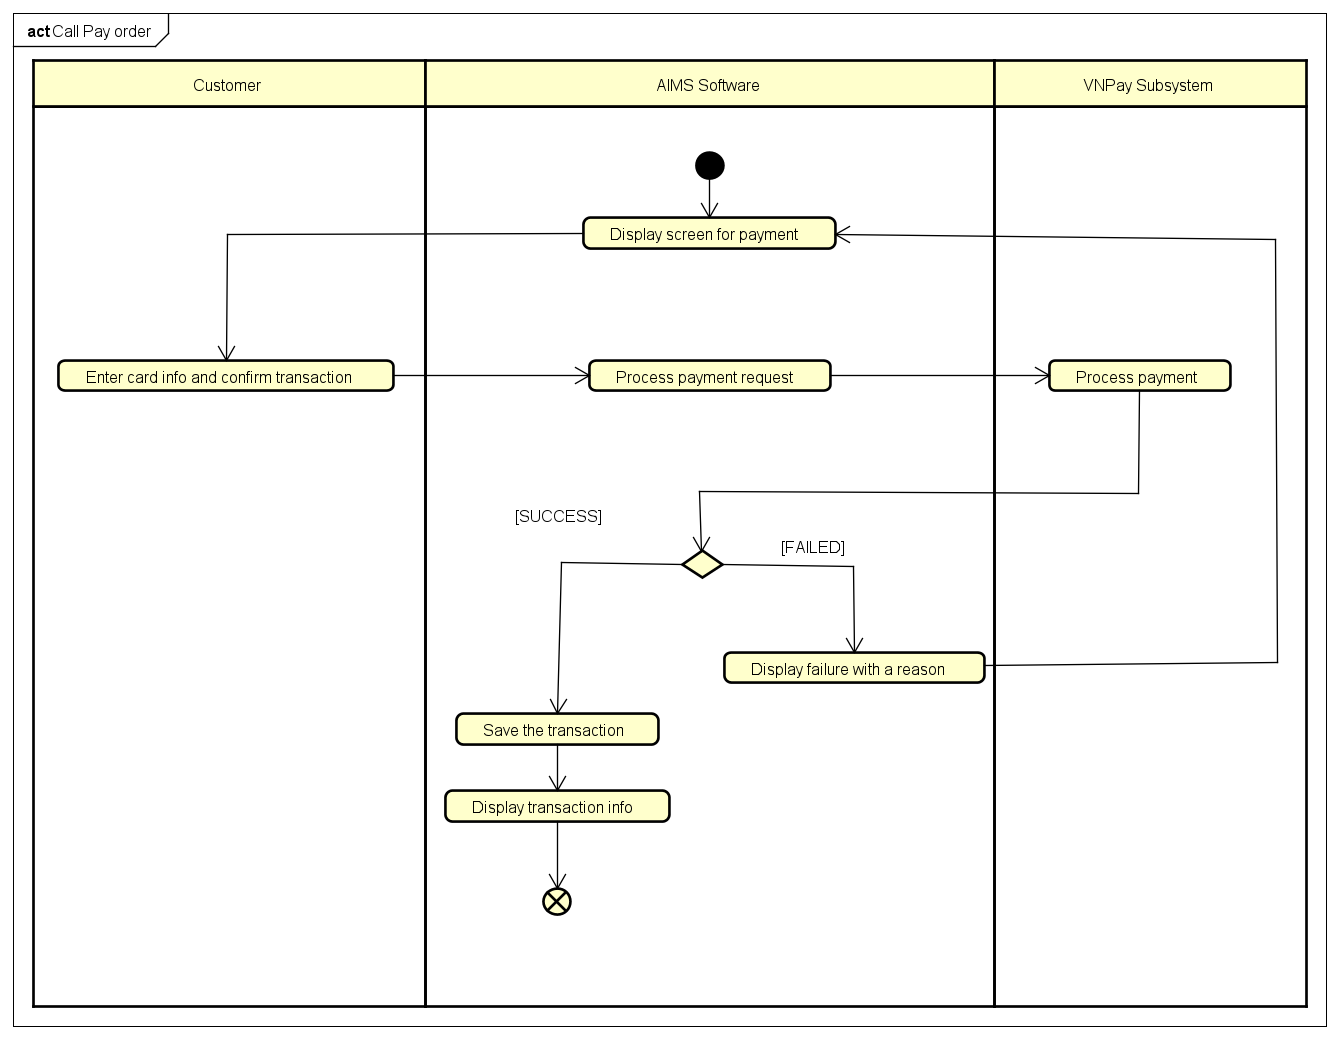 act Call Pay order
Customer
AIMS Software
VNPay Subsystem
Display screen for payment
Enter card info and confirm transaction
Process payment request
Process payment
[SUCCESS]
[FAILED]
Display failure with a reason
Save the transaction
Display transaction info